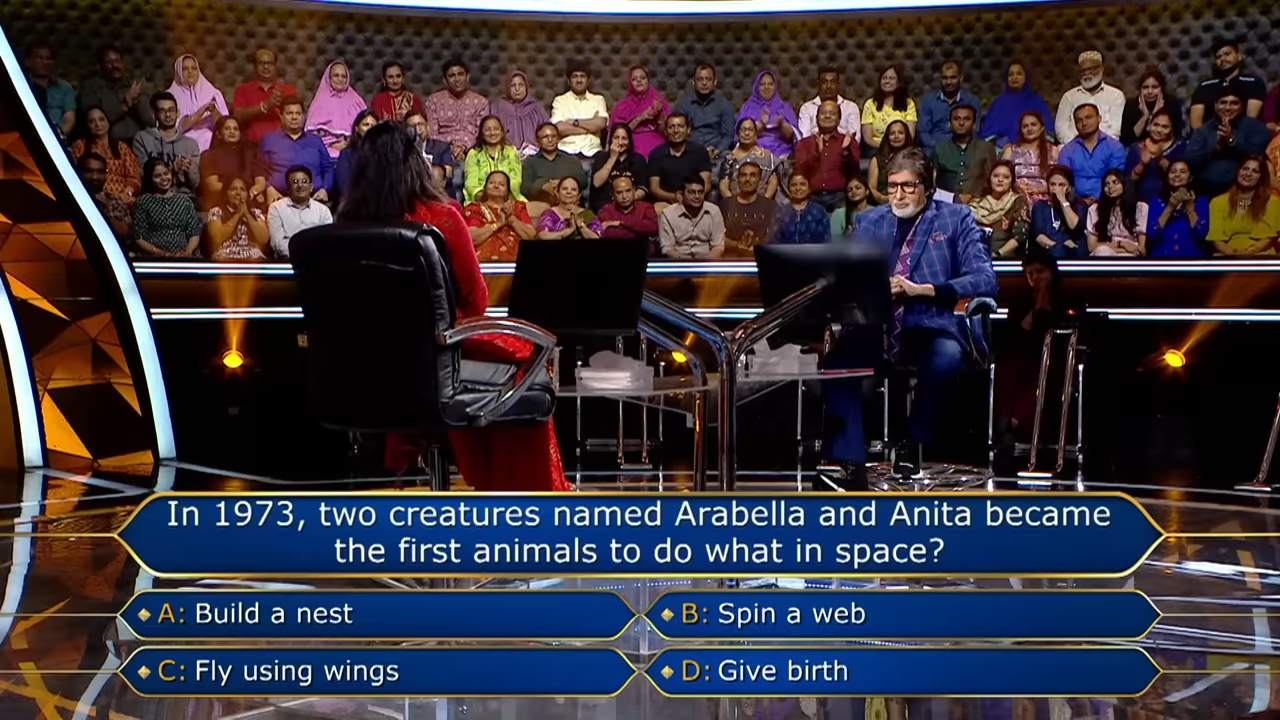 In 1973, two creatures named Arabella and Anita became
the first animals to do what in space?
A: Build a nest
B: Spin a web
C: Fly using wings
D: Give birth